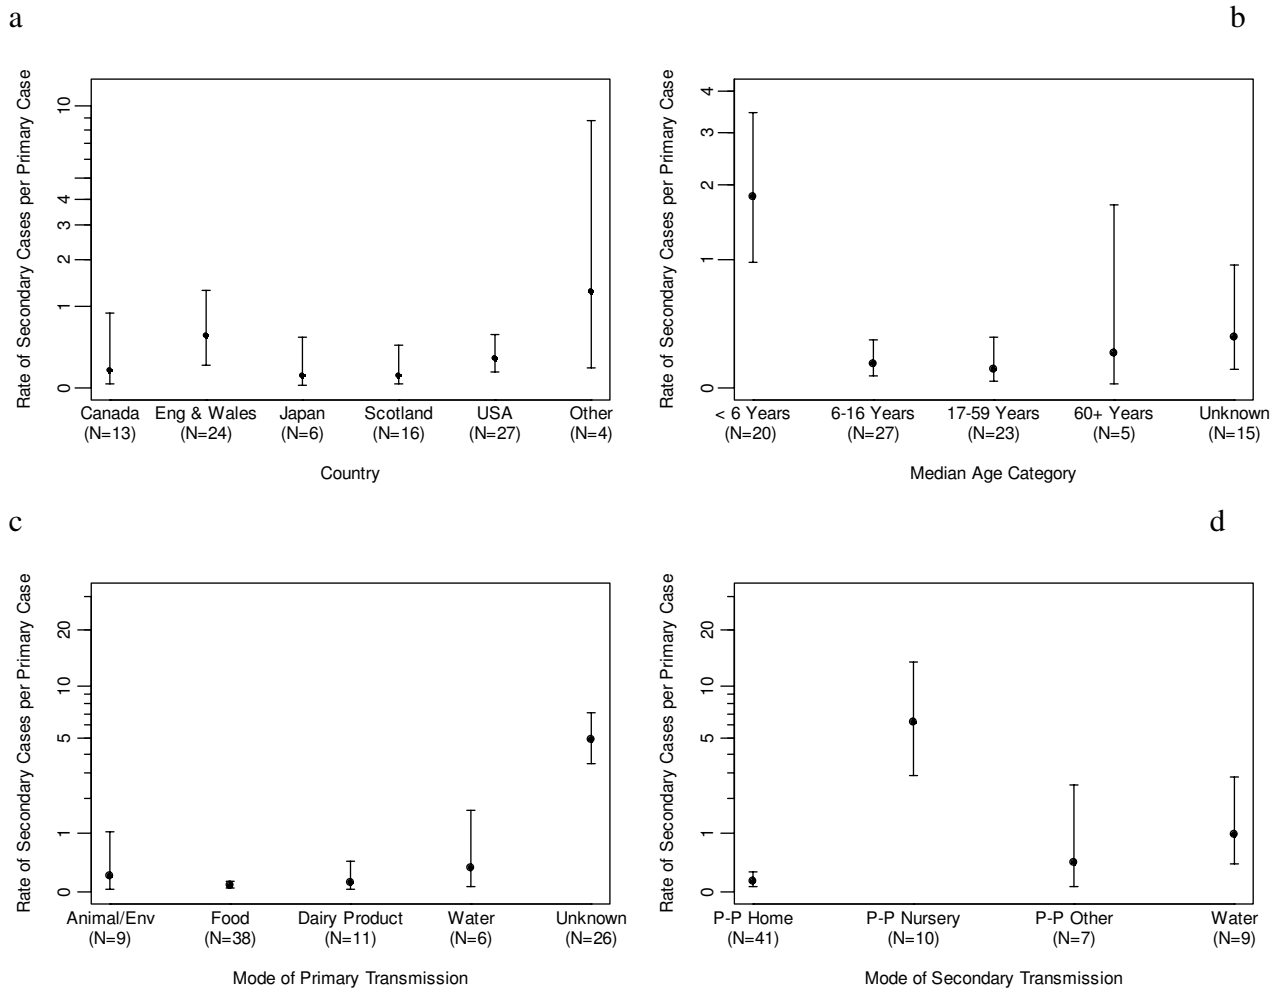 a
Rate of Secondary Cases per Primary Case
10
4
3
2
1
0
Canada Eng & Wales Japan Scotland USA Other
(N=13) (N=24) (N=6) (N=16) (N=27) (N=4)
Country
b
Rate of Secondary Cases per Primary Case
4
3
2
1
0
< 6 Years 6-16 Years 17-59 Years 60+ Years Unknown
(N=20) (N=27) (N=23) (N=5) (N=15)
Median Age Category
c
Rate of Secondary Cases per Primary Case
20
10
5
1
0
Animal/Env Food Dairy Product Water Unknown
(N=9) (N=38) (N=11) (N=6) (N=26)
Mode of Primary Transmission
d
Rate of Secondary Cases per Primary Case
20
10
5
1
0
P-P Home P-P Nursery P-P Other Water
(N=41) (N=10) (N=7) (N=9)
Mode of Secondary Transmission